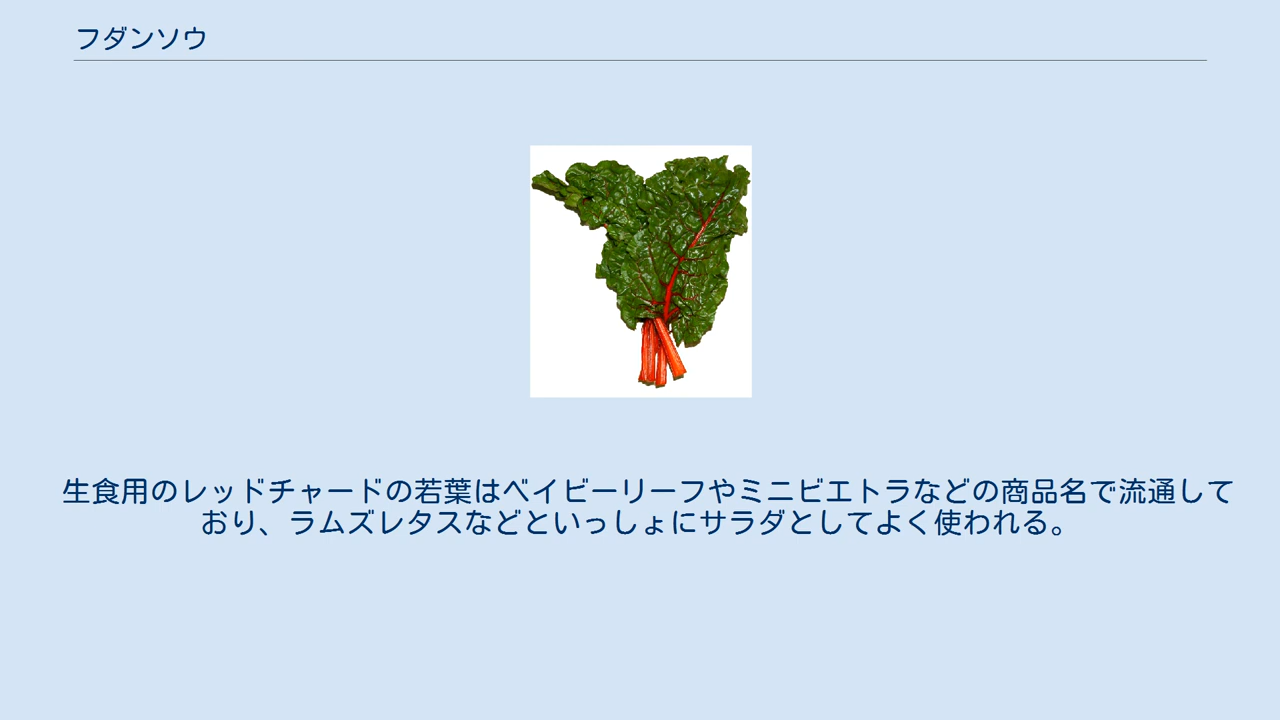 フダンソウ
生食用のレッドチャードの若葉はベイビーリーフやミニビエトラなどの商品名で流通して
おり、ラムズレタスなどといっしょにサラダとしてよく使われる。